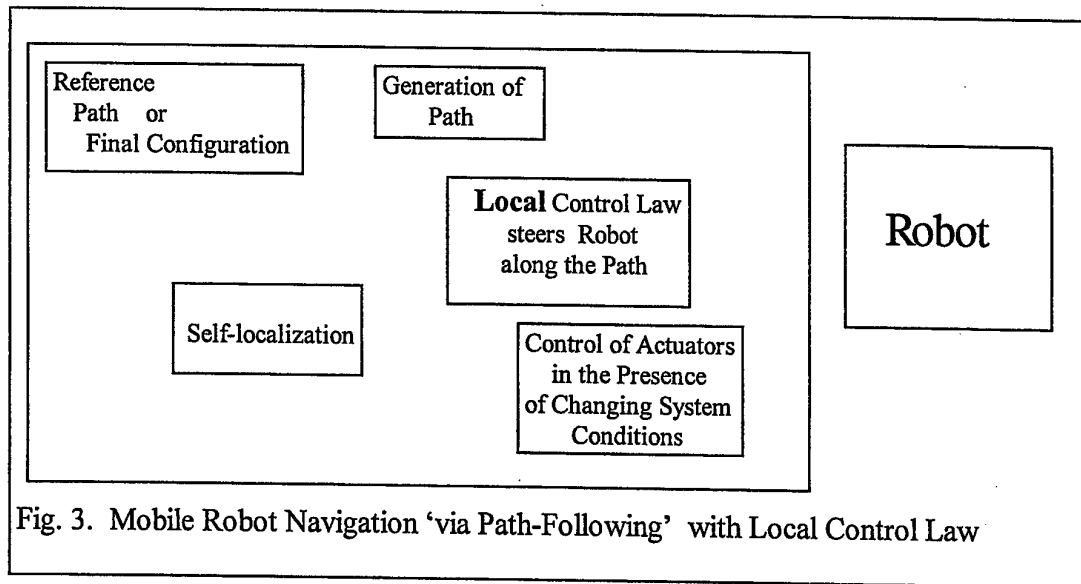 Reference
Path or
Final Configuration
Generation of
Path
Local Control Law
steers Robot
along the Path
Robot
Self-localization
Control of Actuators
in the Presence
of Changing System
Conditions
Fig. 3. Mobile Robot Navigation ‘via Path-Following’ with Local Control Law